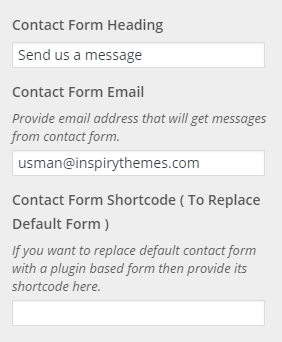 Contact Form Heading
Send us a message
Contact Form Email
Provide email address that will get messages
from contact form.
usman@inspirythemes.com
Contact Form Shortcode ( To Replace
Default Form )
If you want to replace default contact form
with a plugin based form then provide its
shortcode here.